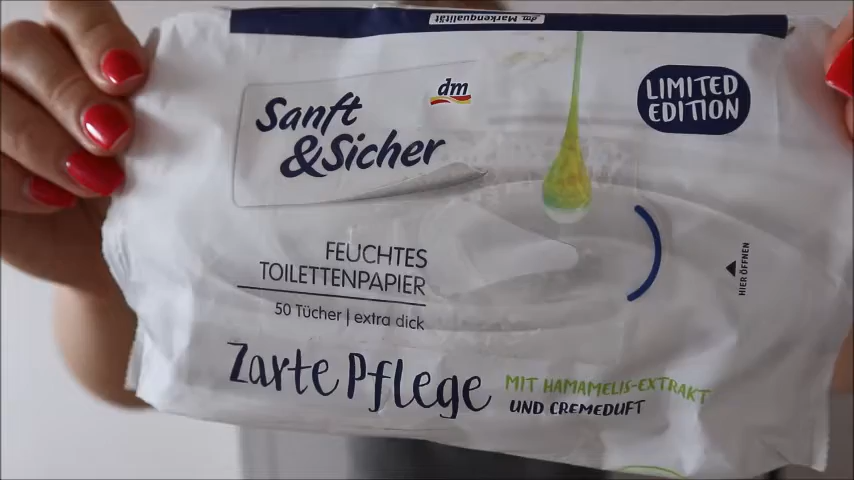 dm Markenqualität
dm
LIMITED
EDITION
Sanft
&Sicher
FEUCHTES
TOILETTENPAPIER
50 Tücher | extra dick
HIER ÖFFNEN
Zarte Pflege
MIT HAMAMELIS-EXTRAKT
UND CREMEDUFT